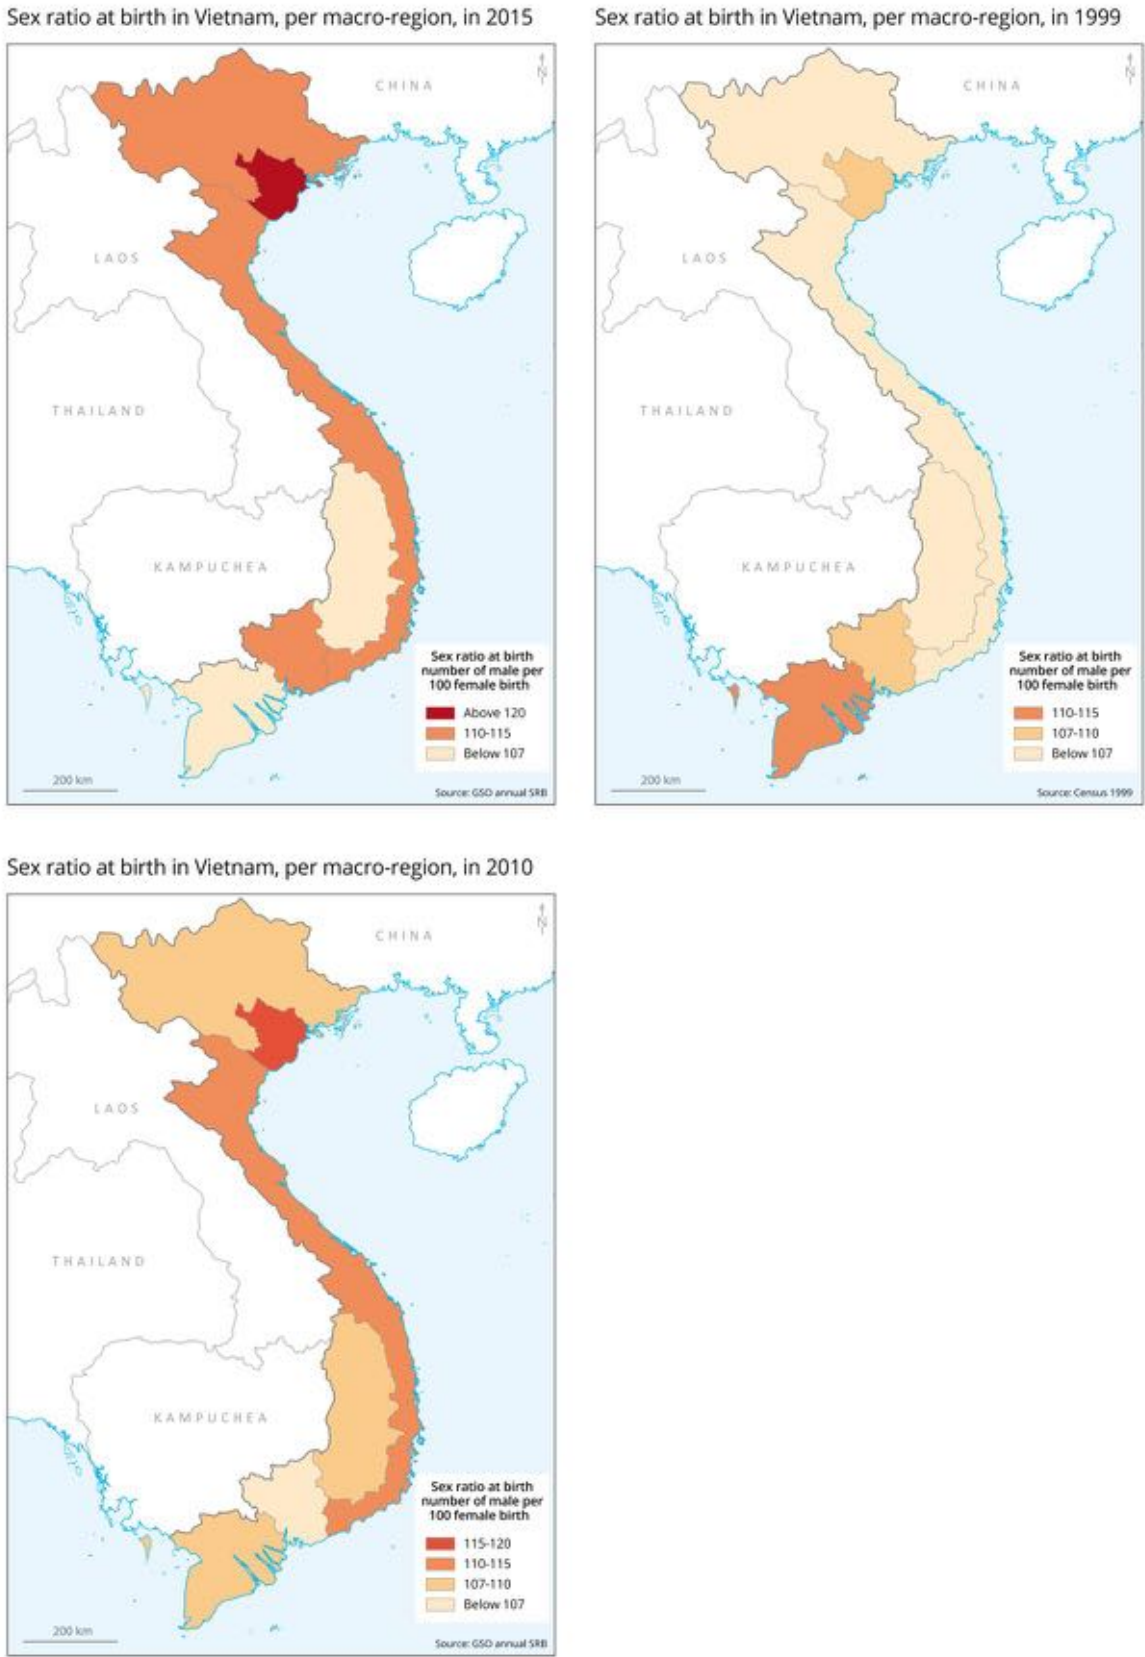 Sex ratio at birth in Vietnam, per macro-region, in 2015
N
CHINA
LAOS
THAILAND
KAMPUCHEA
Sex ratio at birth
number of male per
100 female birth
Above 120
110-115
Below 107
200 km
Source: GSO annual SRB
Sex ratio at birth in Vietnam, per macro-region, in 1999
N
CHINA
LAOS
THAILAND
KAMPUCHEA
Sex ratio at birth
number of male per
100 female birth
110-115
107-110
Below 107
200 km
Source: Census 1999
Sex ratio at birth in Vietnam, per macro-region, in 2010
N
CHINA
LAOS
THAILAND
KAMPUCHEA
Sex ratio at birth
number of male per
100 female birth
115-120
110-115
107-110
Below 107
200 km
Source: GSO annual SRB